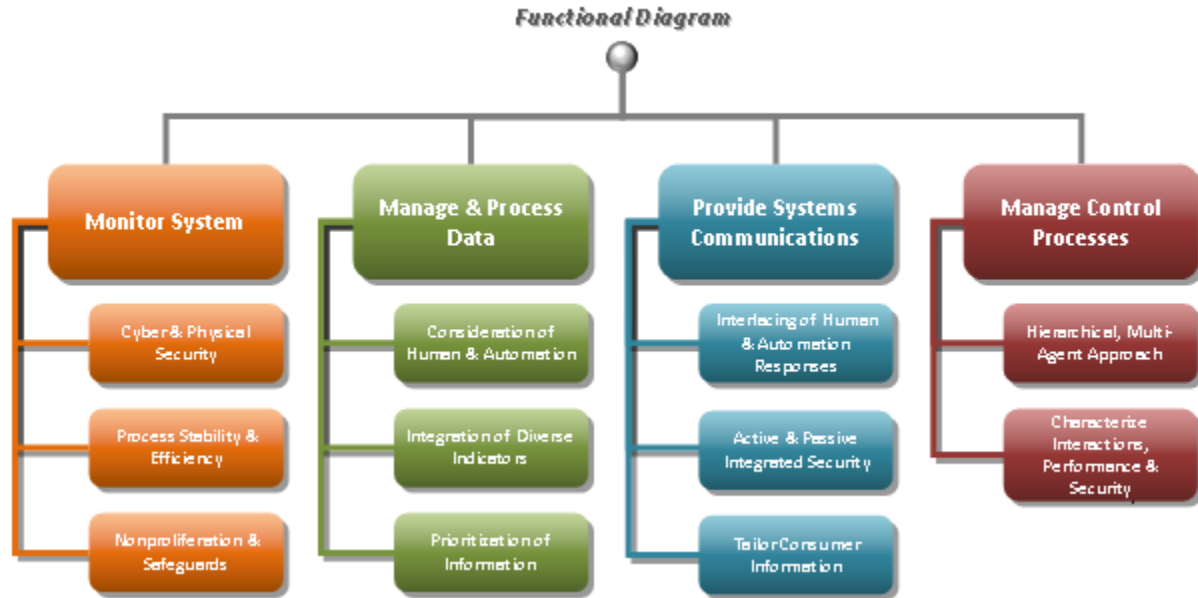 Functional Diagram
Monitor System
Cyber & Physical
Security
Process Stability &
Efficiency
Nonproliferation &
Safeguards
Manage & Process
Data
Consideration of
Human & Automation
Integration of Diverse
Indicators
Prioritization of
Information
Provide Systems
Communications
Interfacing of Human
& Automation
Responses
Active & Passive
Integrated Security
Tailor Consumer
Information
Manage Control
Processes
Hierarchical, Multi-
Agent Approach
Characterize
Interactions,
Performance &
Security